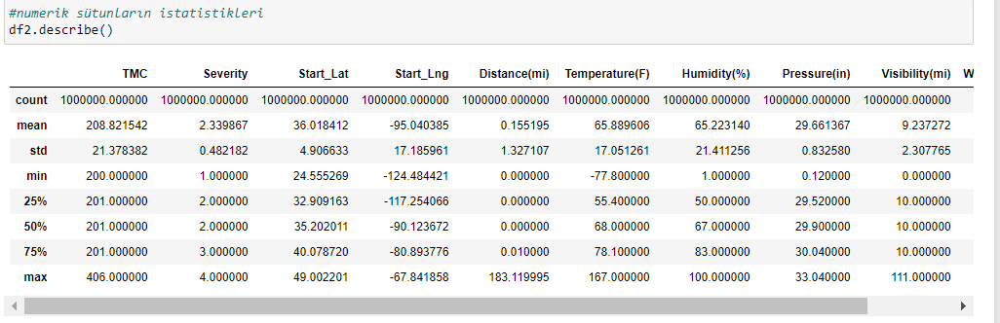 #numerik sütunların istatistikleri
df2.describe()
TMC Severity Start_Lat Start_Lng Distance(mi) Temperature(F) Humidity(%) Pressure(in) Visibility(mi) W
count 1000000.000000 1000000.000000 1000000.000000 1000000.000000 1000000.000000 1000000.000000 1000000.000000 1000000.000000 1000000.000000
mean 208.821542 2.339867 36.018412 -95.040385 0.155195 65.889606 65.223140 29.661367 9.237272
std 21.378382 0.482182 4.906633 17.185961 1.327107 17.051261 21.411256 0.832580 2.307765
min 200.000000 1.000000 24.555269 -124.484421 0.000000 -77.800000 1.000000 0.120000 0.000000
25% 201.000000 2.000000 32.909163 -117.254066 0.000000 55.400000 50.000000 29.520000 10.000000
50% 201.000000 2.000000 35.202011 -90.123672 0.000000 68.000000 67.000000 29.900000 10.000000
75% 201.000000 3.000000 40.078720 -80.893776 0.010000 78.100000 83.000000 30.040000 10.000000
max 406.000000 4.000000 49.002201 -67.841858 183.119995 167.000000 100.000000 33.040000 111.000000